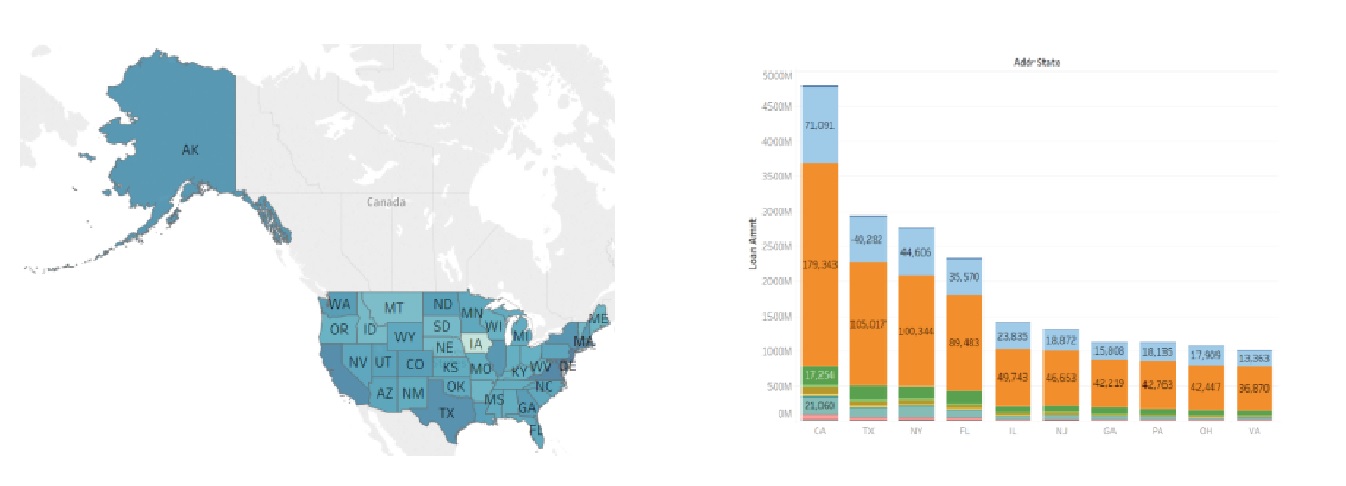 AK
Canada
WA
MT
ND
MN
ME
OR
ID
SD
WI
MI
WY
IA
MA
NE
NV
UT
CO
KS
MO
KY
WV
DE
AZ
NM
OK
NC
TX
MS
GA
FL
Addr State
Loan Amnt
5000M
4500M
4000M
3500M
3000M
2500M
2000M
1500M
1000M
500M
0M
71,091
179,343
17,254
21,060
105,017
44,606
100,344
35,570
89,483
23,835
49,743
18,872
46,653
15,808
42,219
18,135
42,763
17,909
42,447
13,363
36,870
CA
TX
NY
FL
IL
NJ
GA
PA
OH
VA